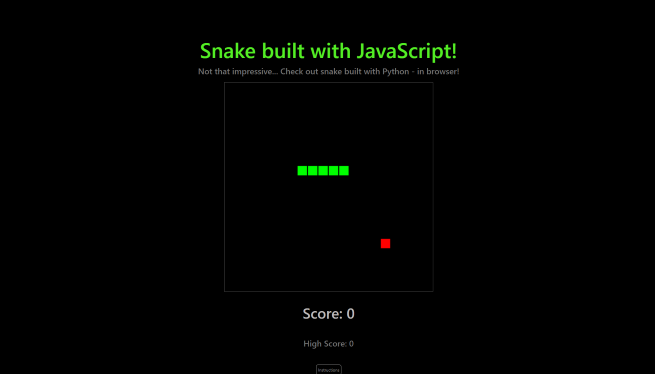 Snake built with JavaScript!
Not that impressive... Check out snake built with Python - in browser!
Score: 0
High Score: 0
Instructions